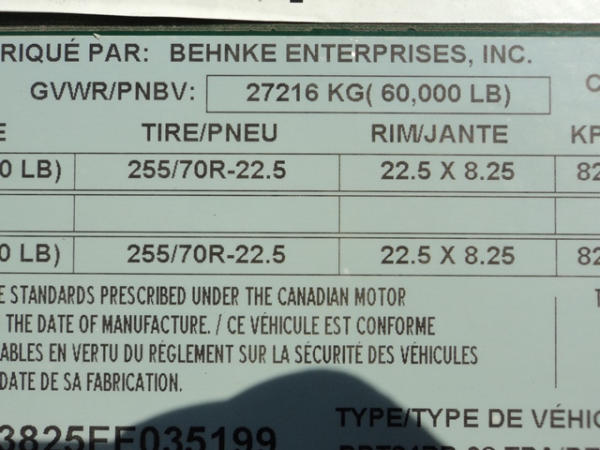 RIQUÉ PAR: BEHNKE ENTERPRISES, INC.
GVWR/PNBV: 27216 KG( 60,000 LB) C
E TIRE/PNEU RIM/JANTE KP
0 LB) 255/70R-22.5 22.5 X 8.25 82
0 LB) 255/70R-22.5 22.5 X 8.25 82
E STANDARDS PRESCRIBED UNDER THE CANADIAN MOTOR T
THE DATE OF MANUFACTURE. / CE VÉHICULE EST CONFORME
ABLES EN VERTU DU RÉGLEMENT SUR LA SÉCURITÉ DES VÉHICULES
DATE DE SA FABRICATION.
TYPE/TYPE DE VÉHIC
3825FF035199